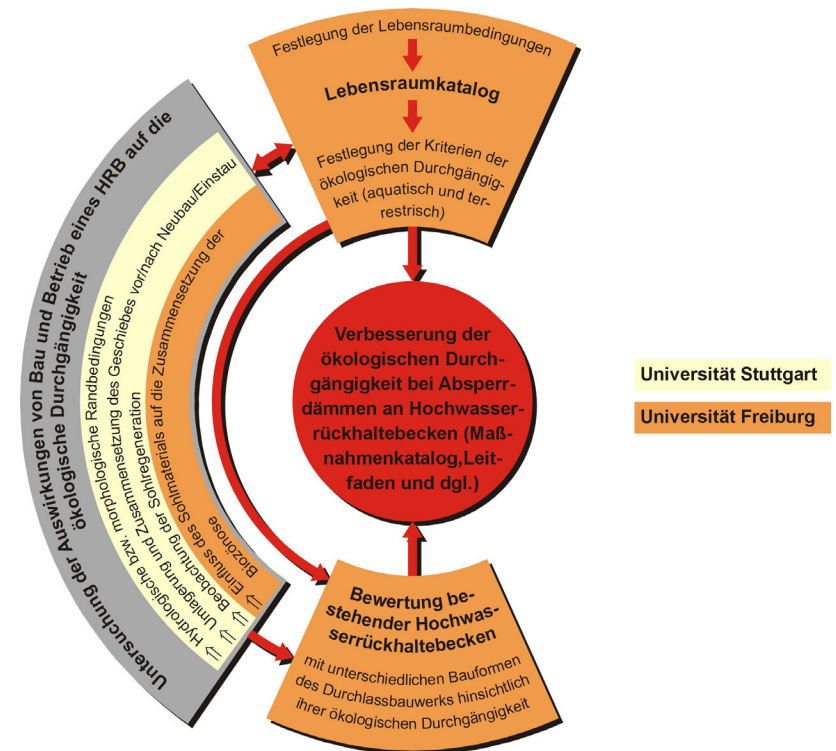 Festlegung der Lebensraumbedingungen
Lebensraumkatalog
Festlegung der Kriterien der
ökologischen Durchgängig-
keit (aquatisch und ter-
restrisch)
Untersuchung der Auswirkungen von Bau und Betrieb eines HRB auf die
ökologische Durchgängigkeit
⇒ Hydrologische bzw. morphologische Randbedingungen
⇒ Umlagerung und Zusammensetzung des Geschiebes vor/nach Neubau/Einstau
⇒ Beobachtung der Sohlregeneration
⇒ Einfluss des Sohlmaterials auf die Zusammensetzung der
Biozönose
Verbesserung der
ökologischen Durch-
gängigkeit bei Absperr-
dämmen an Hochwasser-
rückhaltebecken (Maß-
nahmenkatalog,Leit-
faden und dgl.)
Bewertung be-
stehender Hochwas-
serrückhaltebecken
mit unterschiedlichen Bauformen
des Durchlassbauwerks hinsichtlich
ihrer ökologischen Durchgängigkeit
Universität Stuttgart
Universität Freiburg